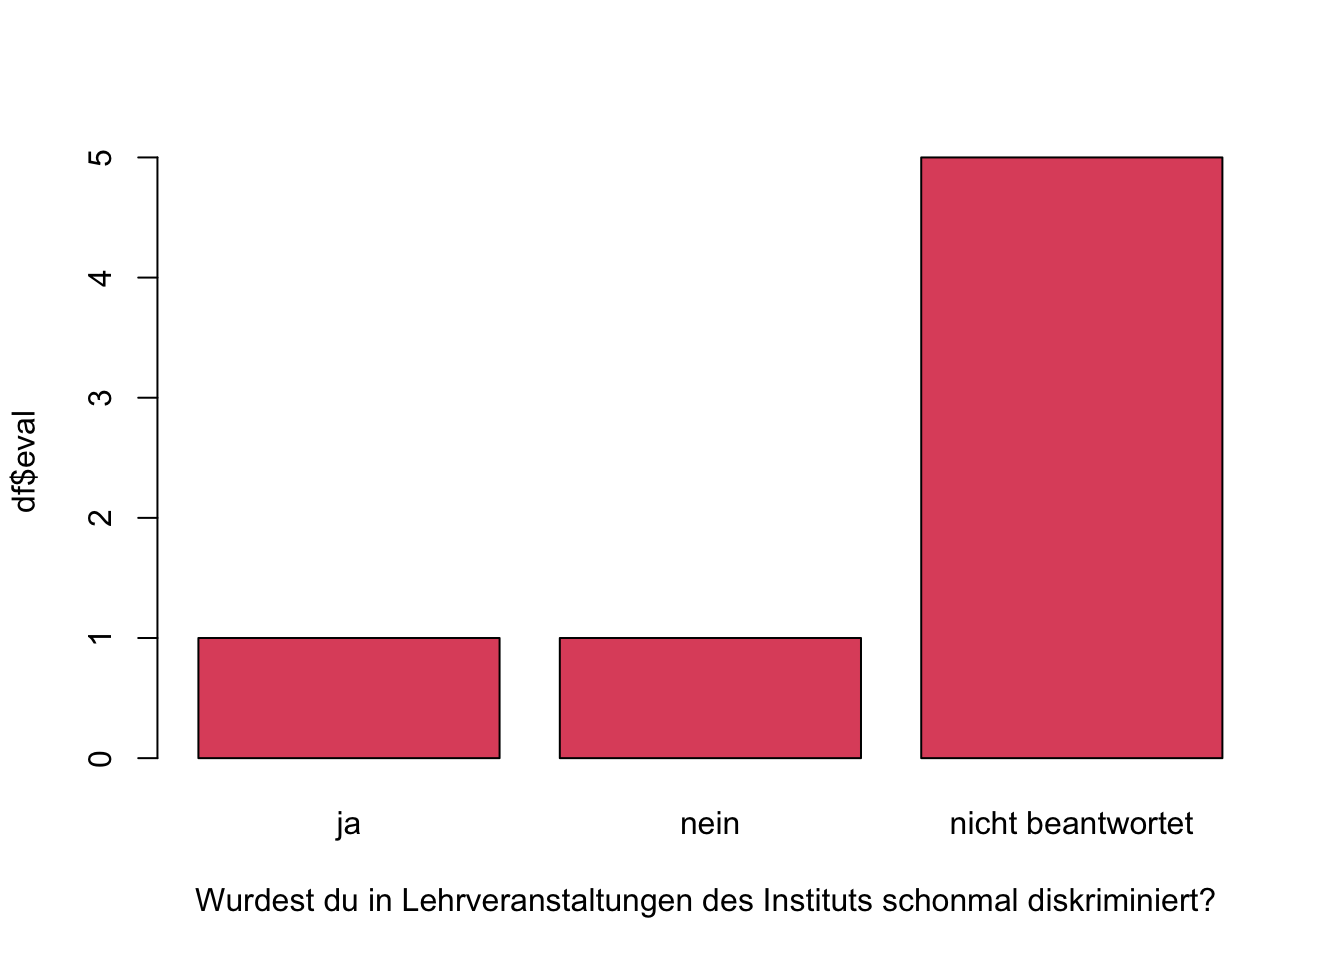 5
4
3
2
1
0
df$eval
ja nein nicht beantwortet
Wurdest du in Lehrveranstaltungen des Instituts schonmal diskriminiert?